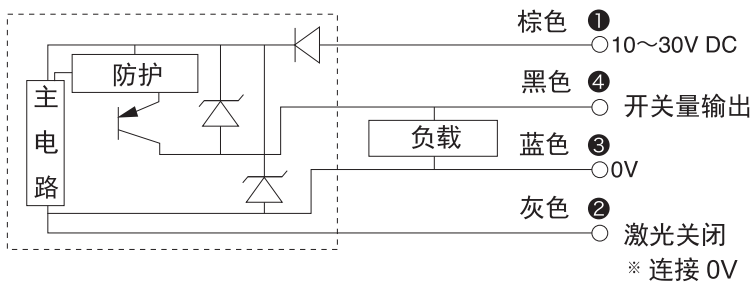 棕色 ❶
10～30V DC
防护
主电路
黑色 ❹
开关量输出
负载
蓝色 ❸
0V
灰色 ❷
激光关闭
※ 连接 0V